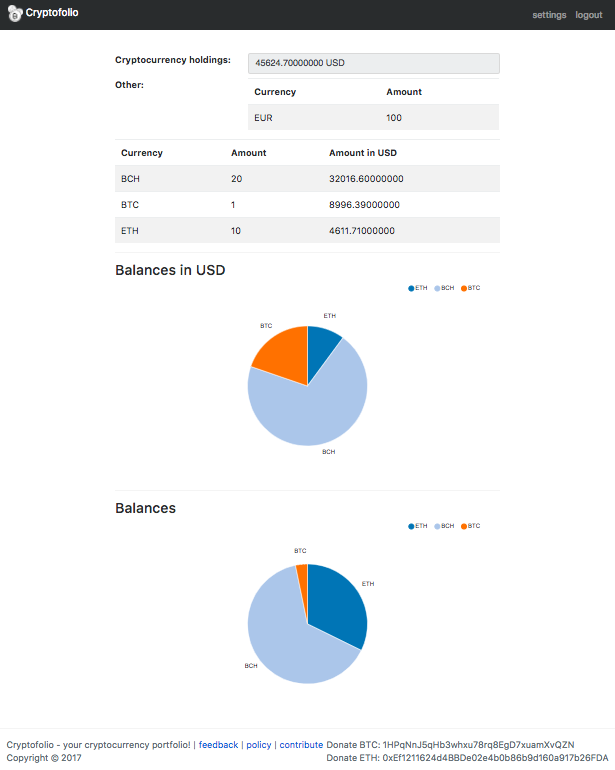 Cryptofolio settings logout
Cryptocurrency holdings: 45624.70000000 USD
Other:
Currency Amount
EUR 100
Currency Amount Amount in USD
BCH 20 32016.60000000
BTC 1 8996.39000000
ETH 10 4611.71000000
Balances in USD
ETH BCH BTC
ETH
BTC
BCH
Balances
ETH BCH BTC
BTC
ETH
BCH
Cryptofolio - your cryptocurrency portfolio! | feedback | policy | contribute Donate BTC: 1HPqNnJ5qHb3whxu78rq8EgD7xuamXvQZN
Copyright © 2017 Donate ETH: 0xEf1211624d4BBDe02e4b0b86b9d160a917b26FDA